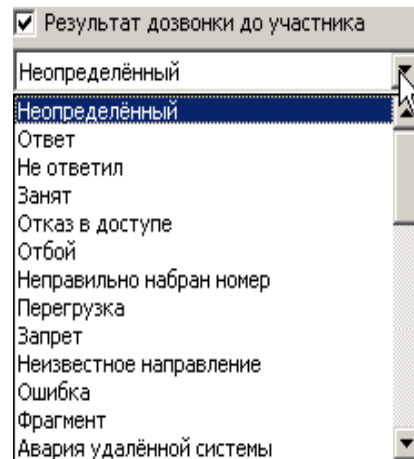 Результат дозвонки до участника
Неопределённый
Неопределённый
Ответ
Не ответил
Занят
Отказ в доступе
Отбой
Неправильно набран номер
Перегрузка
Запрет
Неизвестное направление
Ошибка
Фрагмент
Авария удалённой системы